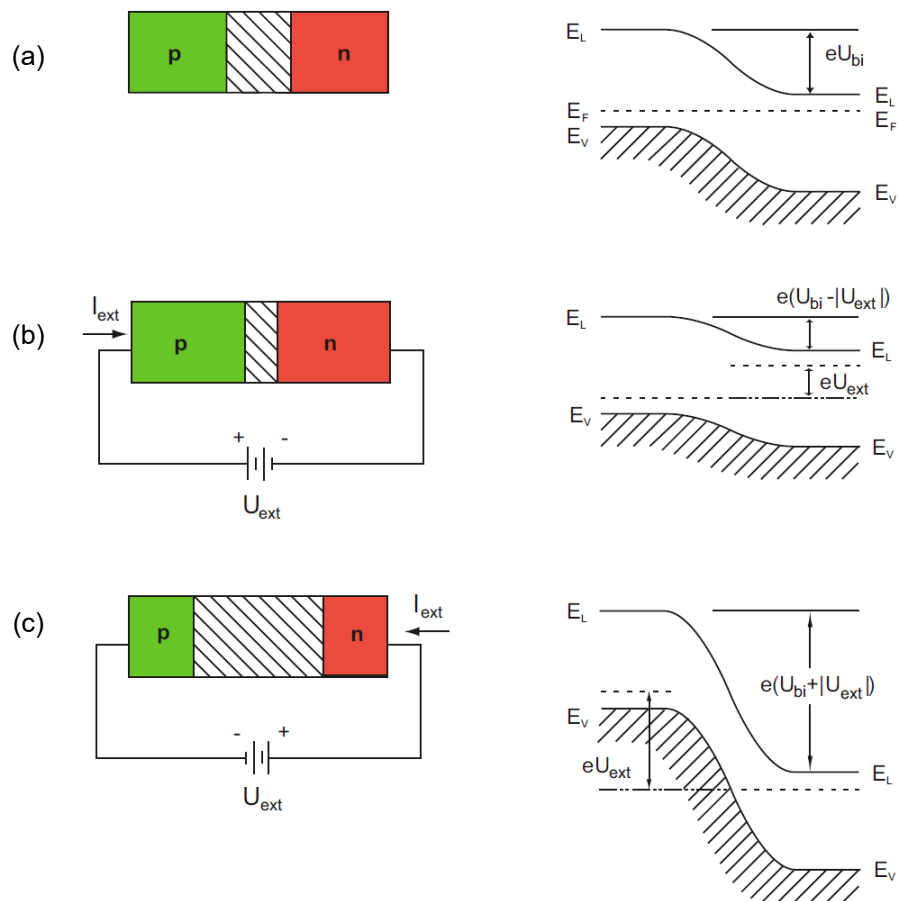 (a)
p
n
E_L
eU_bi
E_L
E_F
E_F
E_V
E_V
(b)
I_ext
p
n
+
-
U_ext
e(U_bi -|U_ext|)
E_L
E_L
eU_ext
E_V
E_V
(c)
p
n
I_ext
-
+
U_ext
E_L
e(U_bi+|U_ext|)
E_V
eU_ext
E_L
E_V